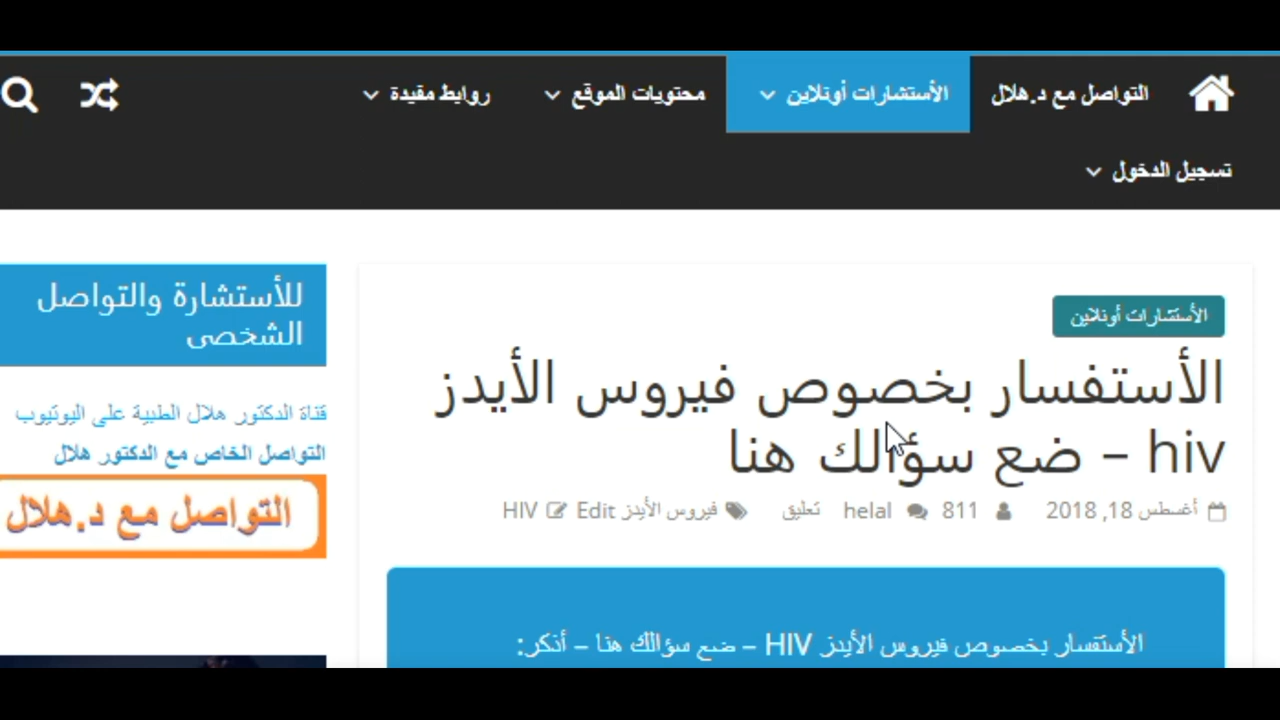 التواصل مع د.هلال
الأستشارات أونلاين
محتويات الموقع
روابط مفيدة
تسجيل الدخول
الأستشارات أونلاين
الأستفسار بخصوص فيروس الأيدز
hiv – ضع سؤالك هنا
أغسطس 18, 2018 helal 811 تعليق فيروس الأيدز HIV Edit
الأستفسار بخصوص فيروس الأيدز HIV – ضع سؤالك هنا – أذكر:
للأستشارة والتواصل
الشخصى
قناة الدكتور هلال الطبية على اليوتيوب
التواصل الخاص مع الدكتور هلال
التواصل مع د.هلال